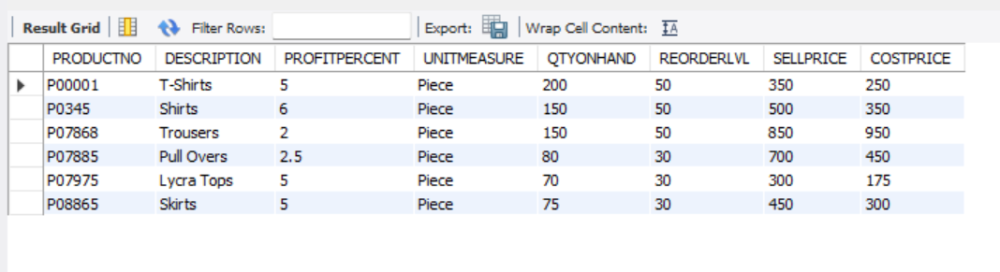 Result Grid Filter Rows: Export: Wrap Cell Content: IA
PRODUCTNO DESCRIPTION PROFITPERCENT UNITMEASURE QTYONHAND REORDERLVL SELLPRICE COSTPRICE
P00001 T-Shirts 5 Piece 200 50 350 250
P0345 Shirts 6 Piece 150 50 500 350
P07868 Trousers 2 Piece 150 50 850 950
P07885 Pull Overs 2.5 Piece 80 30 700 450
P07975 Lycra Tops 5 Piece 70 30 300 175
P08865 Skirts 5 Piece 75 30 450 300